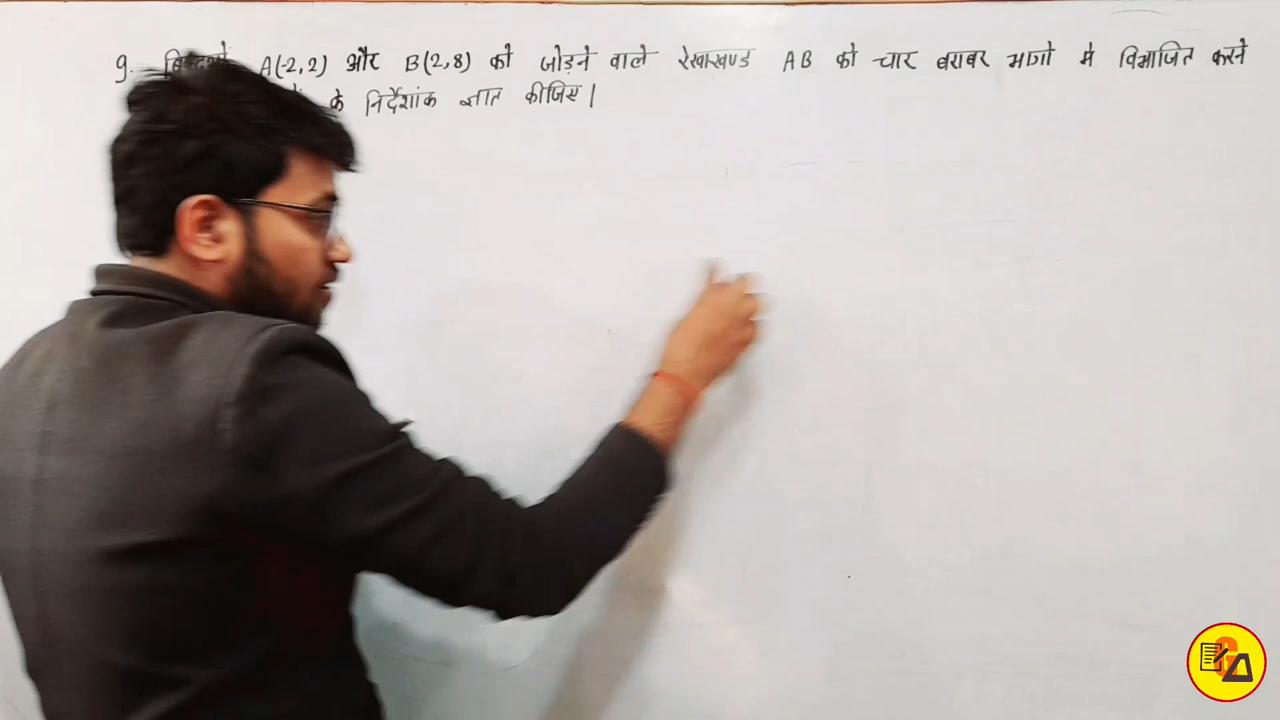 9. A(-2,2) और B(2,8) को जोड़ने वाले रेखाखण्ड AB को चार बराबर भागो मे विभाजित करने
के निर्देशांक ज्ञात कीजिए |